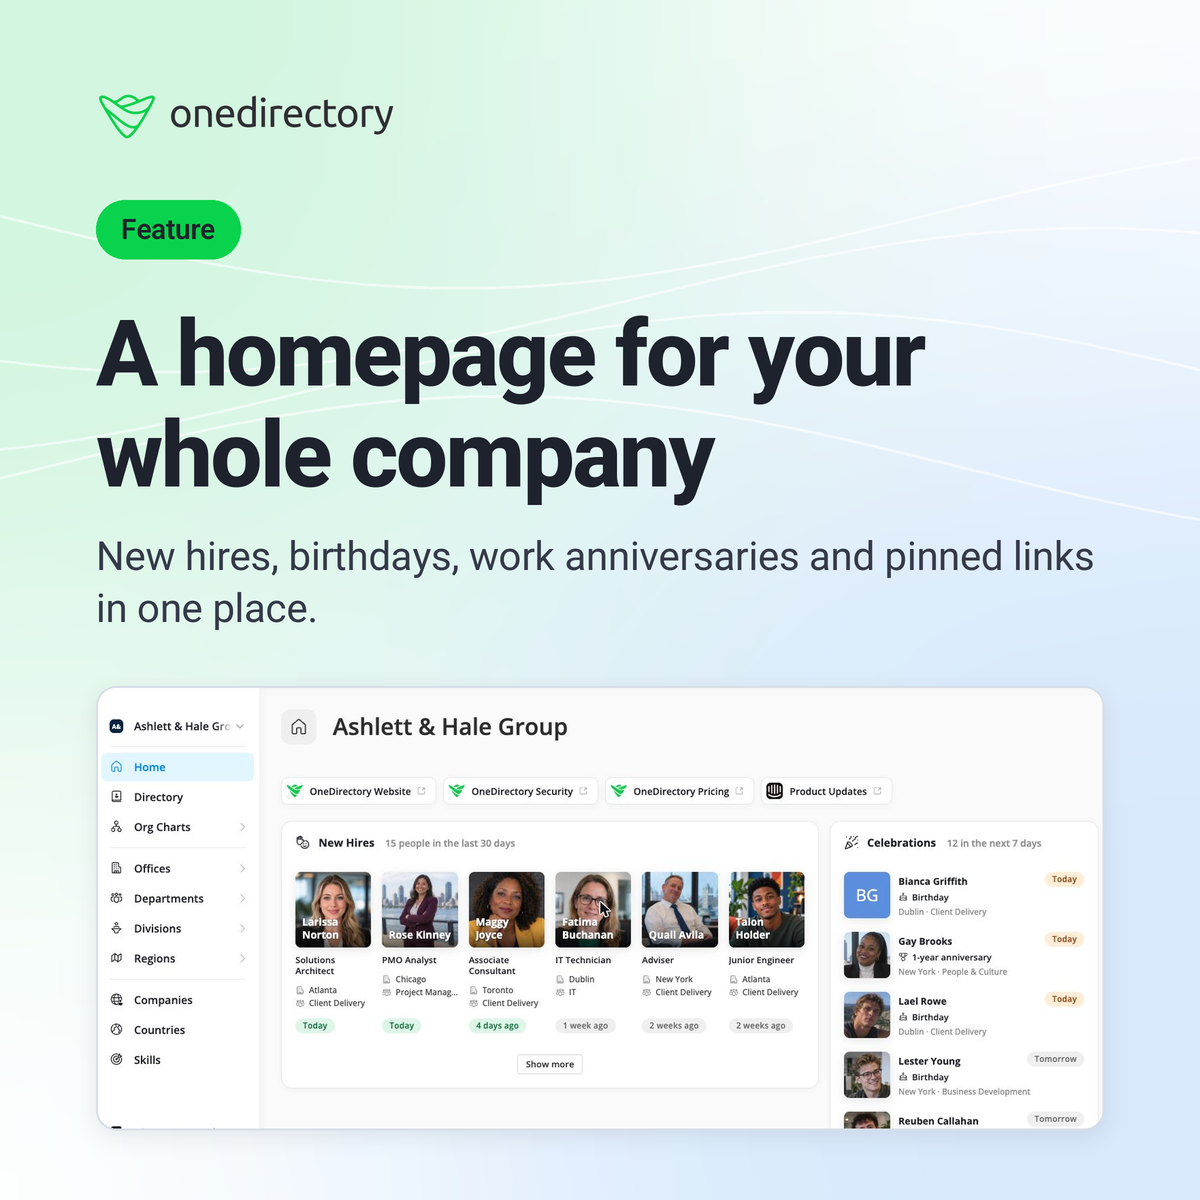 onedirectory
Feature
A homepage for your
whole company
New hires, birthdays, work anniversaries and pinned links
in one place.
A&
Ashlett & Hale Gro
Home
Directory
Org Charts
Offices
Departments
Divisions
Regions
Companies
Countries
Skills
Ashlett & Hale Group
OneDirectory Website
OneDirectory Security
OneDirectory Pricing
Product Updates
New Hires 15 people in the last 30 days
Larissa
Norton
Solutions
Architect
Atlanta
Client Delivery
Today
Rose Kinney
PMO Analyst
Chicago
Project Manag...
Today
Maggy
Joyce
Associate
Consultant
Toronto
Client Delivery
4 days ago
Fatima
Buchanan
IT Technician
Dublin
IT
1 week ago
Quail Avila
Adviser
New York
Client Delivery
2 weeks ago
Talon
Holder
Junior Engineer
Atlanta
Client Delivery
2 weeks ago
Show more
Celebrations 12 in the next 7 days
BG
Bianca Griffith
Today
Birthday
Dublin · Client Delivery
Gay Brooks
Today
1-year anniversary
New York · People & Culture
Lael Rowe
Today
Birthday
Dublin · Client Delivery
Lester Young
Tomorrow
Birthday
New York · Business Development
Reuben Callahan
Tomorrow